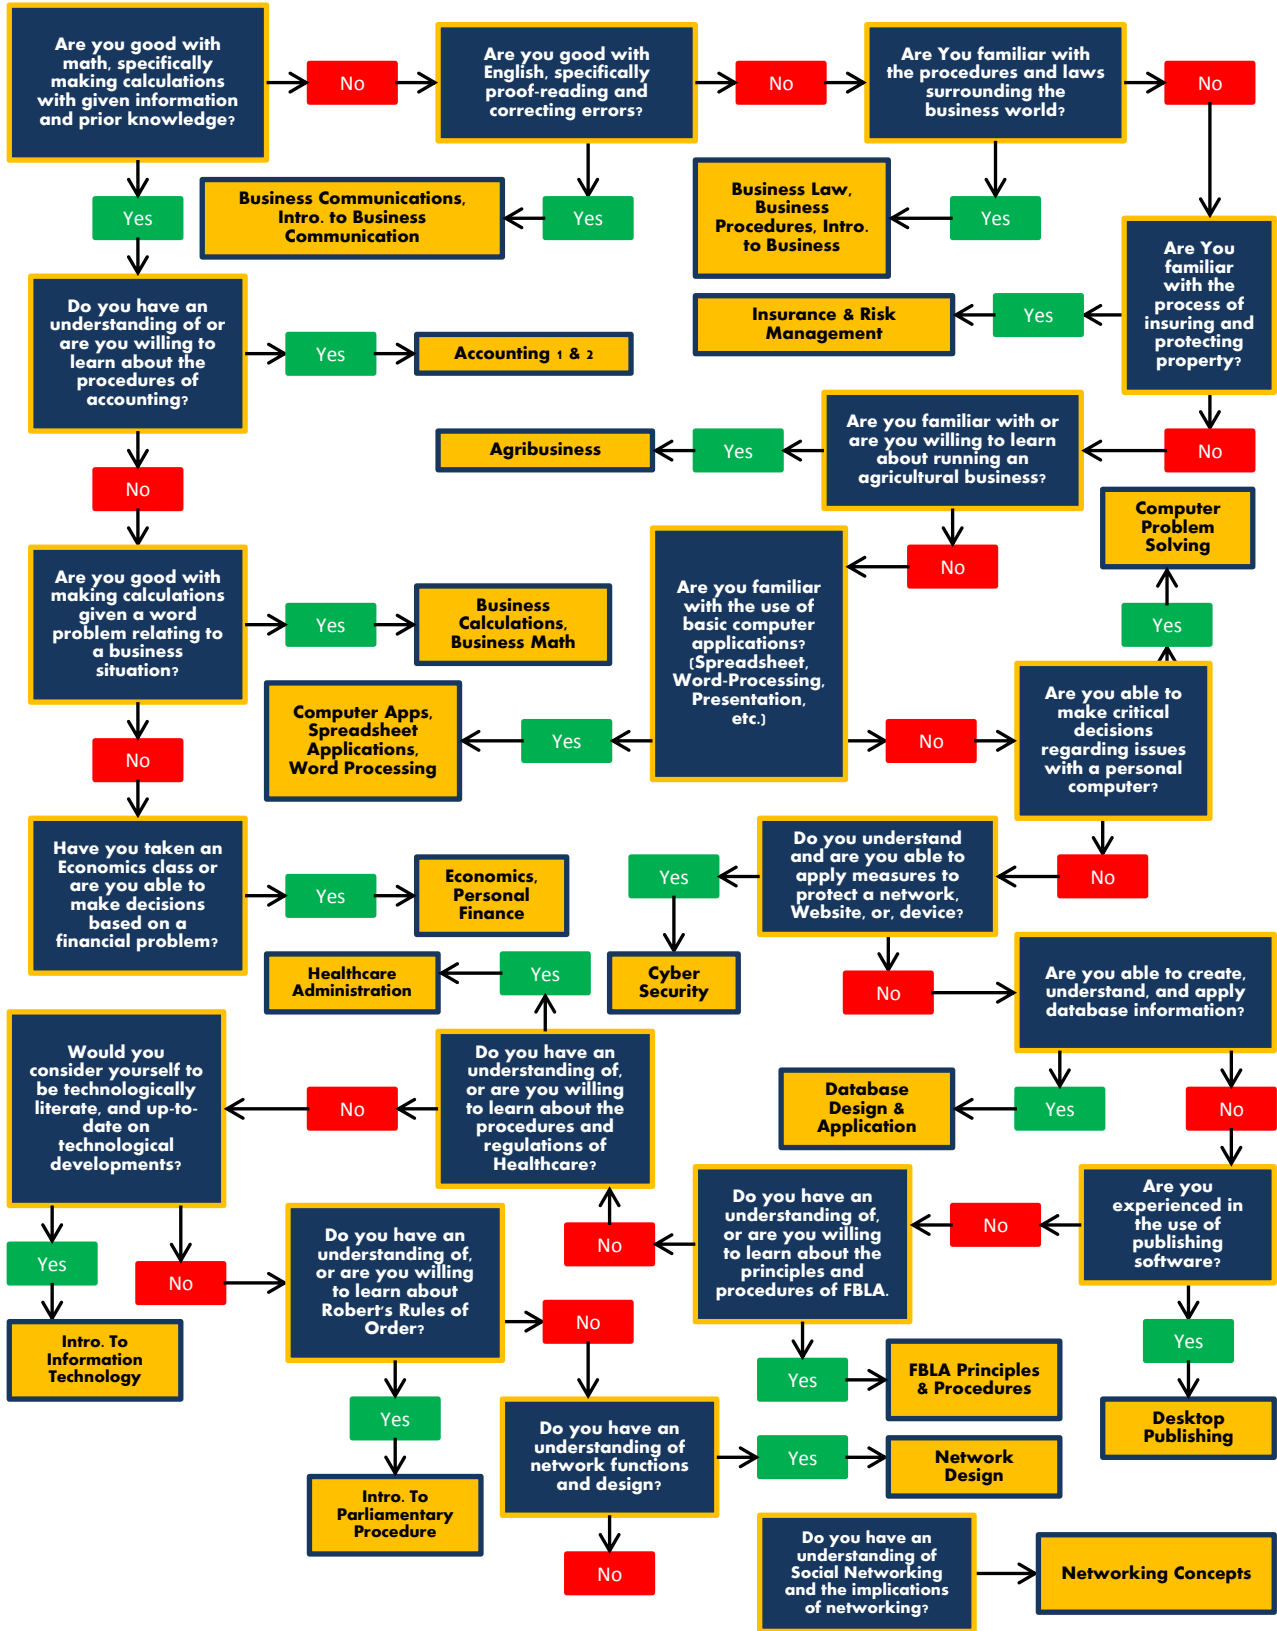 Are you good with
math, specifically
making calculations
with given information
and prior knowledge?
No
Are you good with
English, specifically
proof-reading and
correcting errors?
No
Are You familiar with
the procedures and laws
surrounding the
business world?
No
Yes
Business Communications,
Intro. to Business
Communication
Yes
Business Law,
Business
Procedures, Intro.
to Business
Yes
Are You
familiar
with the
process of
insuring and
protecting
property?
Insurance & Risk
Management
Yes
Do you have an
understanding of or
are you willing to
learn about the
procedures of
accounting?
Yes
Accounting 1 & 2
Agribusiness
Yes
Are you familiar with or
are you willing to learn
about running an
agricultural business?
No
No
Computer
Problem
Solving
No
Yes
Are you familiar
with the use of
basic computer
applications?
(Spreadsheet,
Word-Processing,
Presentation,
etc.)
Are you good with
making calculations
given a word
problem relating to
a business
situation?
Yes
Business
Calculations,
Business Math
Computer Apps,
Spreadsheet
Applications,
Word Processing
Yes
No
Are you able to
make critical
decisions
regarding issues
with a personal
computer?
No
Have you taken an
Economics class or
are you able to
make decisions
based on a
financial problem?
Yes
Economics,
Personal
Finance
Yes
Do you understand
and are you able to
apply measures to
protect a network,
Website, or, device?
No
Healthcare
Administration
Yes
Cyber
Security
No
Are you able to create,
understand, and apply
database information?
Would you
consider yourself to
be technologically
literate, and up-to-
date on
technological
developments?
No
Do you have an
understanding of,
or are you willing
to learn about the
procedures and
regulations of
Healthcare?
Database
Design &
Application
Yes
No
Yes
No
Do you have an
understanding of,
or are you willing
to learn about
Robert's Rules of
Order?
No
No
Do you have an
understanding of,
or are you willing
to learn about the
principles and
procedures of FBLA.
No
Are you
experienced in
the use of
publishing
software?
Intro. To
Information
Technology
Yes
Yes
FBLA Principles
& Procedures
Yes
Desktop
Publishing
Intro. To
Parliamentary
Procedure
Do you have an
understanding of
network functions
and design?
Yes
Network
Design
No
Do you have an
understanding of
Social Networking
and the implications
of networking?
Networking Concepts